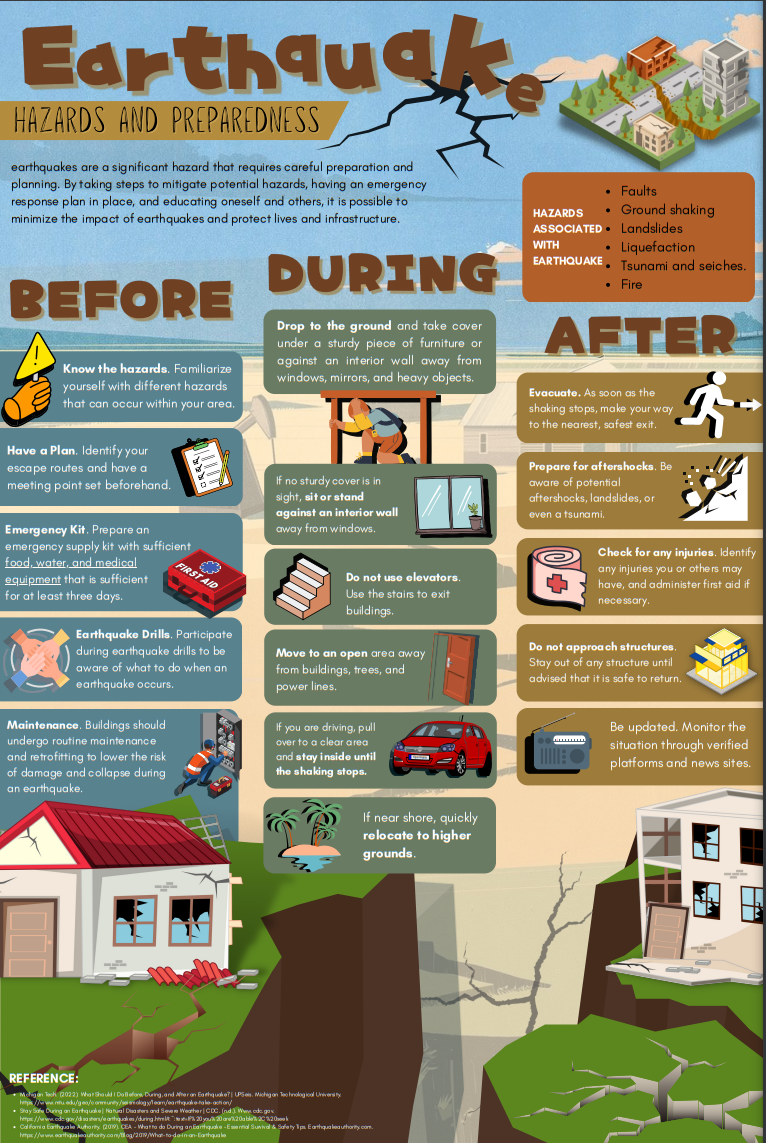 Earthquake
HAZARDS AND PREPAREDNESS
earthquakes are a significant hazard that requires careful preparation and
planning. By taking steps to mitigate potential hazards, having an emergency
response plan in place, and educating oneself and others, it is possible to
minimize the impact of earthquakes and protect lives and infrastructure.
HAZARDS
ASSOCIATED
WITH
EARTHQUAKE
• Faults
• Ground shaking
• Landslides
• Liquefaction
• Tsunami and seiches.
• Fire
BEFORE
Know the hazards. Familiarize
yourself with different hazards
that can occur within your area.
Have a Plan. Identify your
escape routes and have a
meeting point set beforehand.
Emergency Kit. Prepare an
emergency supply kit with sufficient
food, water, and medical
equipment that is sufficient
for at least three days.
FIRST AID
Earthquake Drills. Participate
during earthquake drills to be
aware of what to do when an
earthquake occurs.
Maintenance. Buildings should
undergo routine maintenance
and retrofitting to lower the risk
of damage and collapse during
an earthquake.
DURING
Drop to the ground and take cover
under a sturdy piece of furniture or
against an interior wall away from
windows, mirrors, and heavy objects.
If no sturdy cover is in
sight, sit or stand
against an interior wall
away from windows.
Do not use elevators.
Use the stairs to exit
buildings.
Move to an open area away
from buildings, trees, and
power lines.
If you are driving, pull
over to a clear area
and stay inside until
the shaking stops.
If near shore, quickly
relocate to higher
grounds.
AFTER
Evacuate. As soon as the
shaking stops, make your way
to the nearest, safest exit.
Prepare for aftershocks. Be
aware of potential
aftershocks, landslides, or
even a tsunami.
Check for any injuries. Identify
any injuries you or others may
have, and administer first aid if
necessary.
Do not approach structures.
Stay out of any structure until
advised that it is safe to return.
Be updated. Monitor the
situation through verified
platforms and news sites.
REFERENCE:
• Michigan Tech. (2022). What Should I Do Before, During, and After an Earthquake? | UPSeis. Michigan Technological University.
https://www.mtu.edu/geo/community/seismology/learn/earthquake-take-action/
• Stay Safe During an Earthquake | Natural Disasters and Severe Weather | CDC. (n.d.). Www.cdc.gov.
• California Earthquake Authority. (2019). CEA - What to do During an Earthquake - Essential Survival & Safety Tips. Earthquakeauthority.com.
https://www.earthquakeauthority.com/Blog/2019/What-to-do-in-an-Earthquake